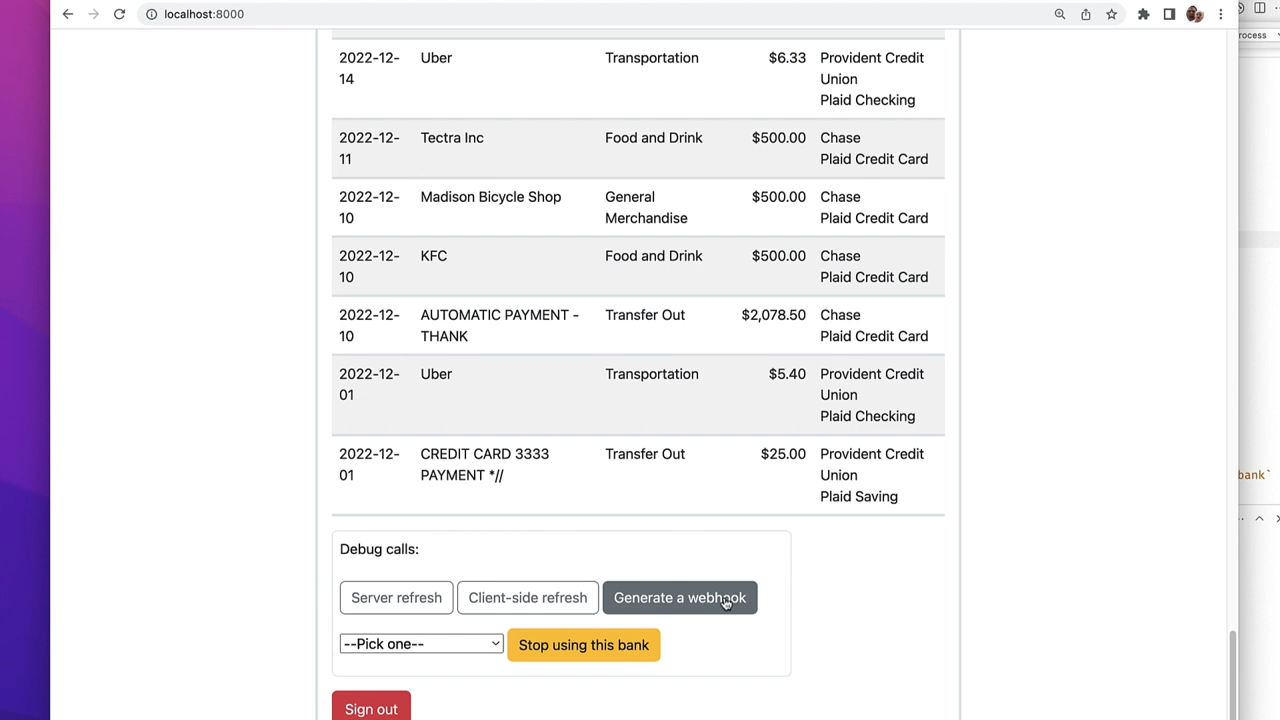 localhost:8000
rocess
2022-12-
14
Uber
Transportation
$6.33
Provident Credit
Union
Plaid Checking
2022-12-
11
Tectra Inc
Food and Drink
$500.00
Chase
Plaid Credit Card
2022-12-
10
Madison Bicycle Shop
General
Merchandise
$500.00
Chase
Plaid Credit Card
2022-12-
10
KFC
Food and Drink
$500.00
Chase
Plaid Credit Card
2022-12-
10
AUTOMATIC PAYMENT -
THANK
Transfer Out
$2,078.50
Chase
Plaid Credit Card
2022-12-
01
Uber
Transportation
$5.40
Provident Credit
Union
Plaid Checking
2022-12-
01
CREDIT CARD 3333
PAYMENT *//
Transfer Out
$25.00
Provident Credit
Union
Plaid Saving
bank`
Debug calls:
Server refresh
Client-side refresh
Generate a webhook
--Pick one--
Stop using this bank
Sign out